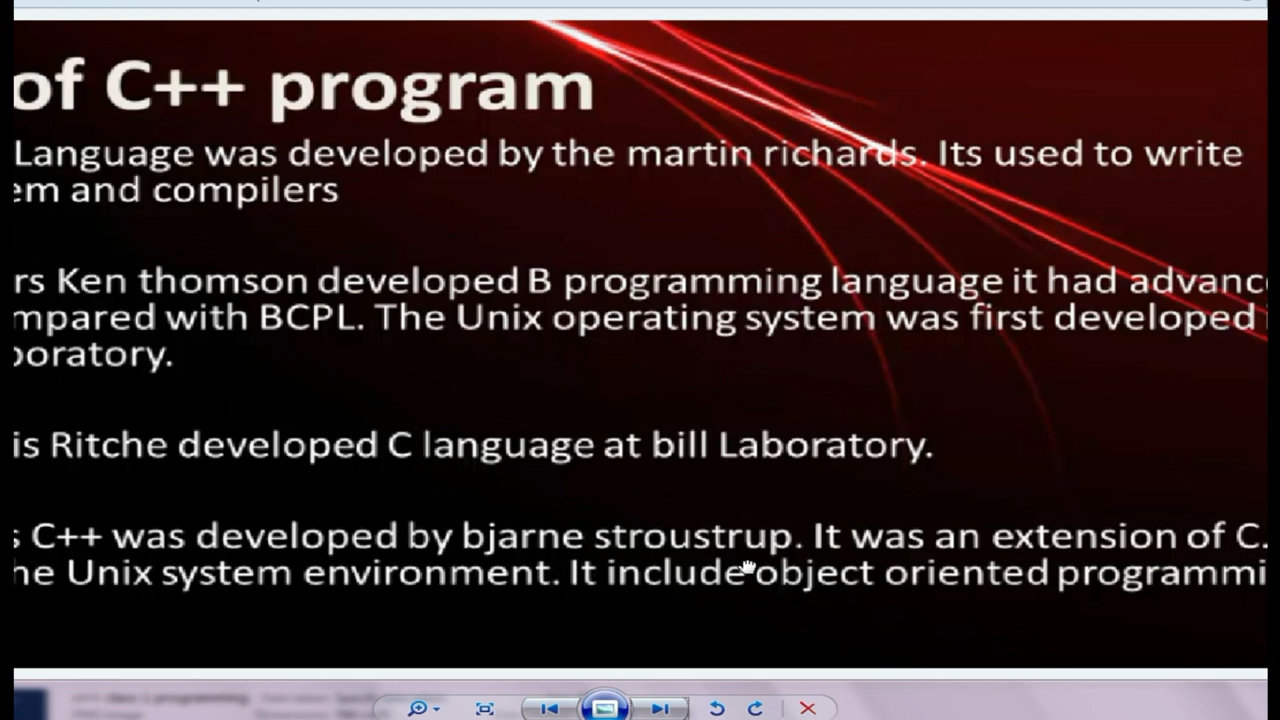 of C++ program
Language was developed by the martin richards. Its used to write
em and compilers
rs Ken thomson developed B programming language it had advanc
mpared with BCPL. The Unix operating system was first developed
boratory.
is Ritche developed C language at bill Laboratory.
s C++ was developed by bjarne stroustrup. It was an extension of C.
he Unix system environment. It include object oriented programmi